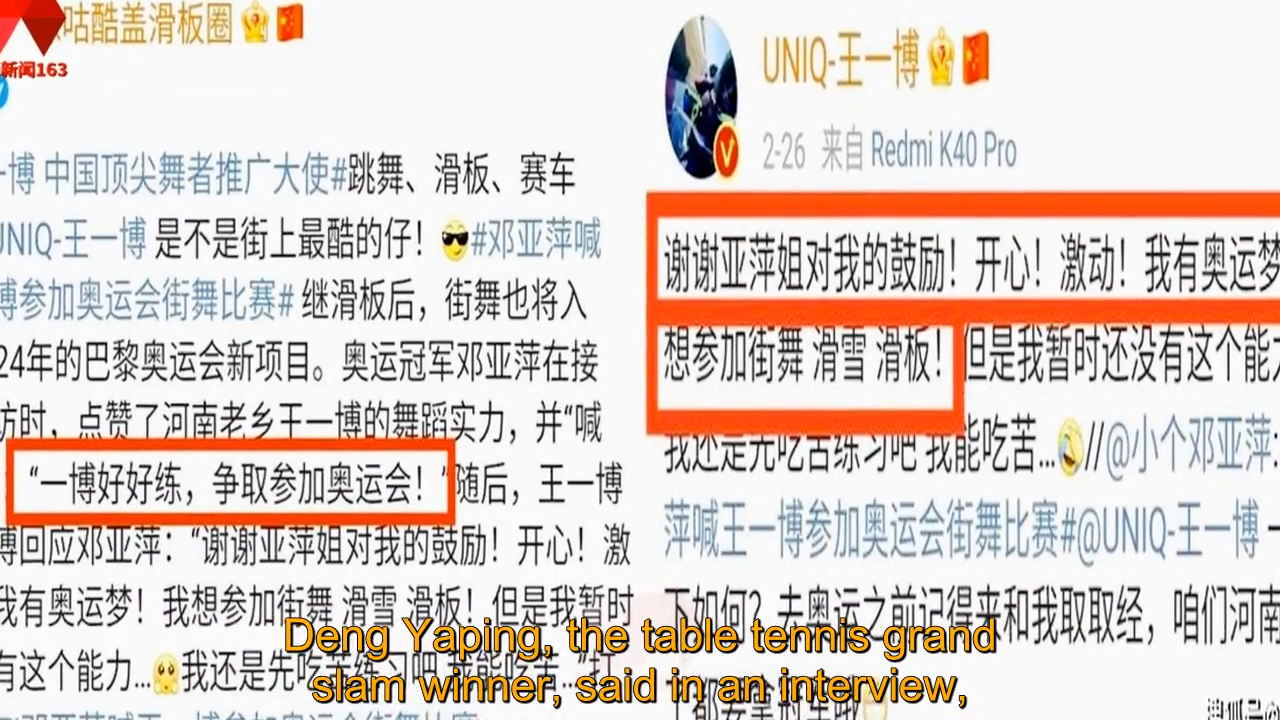 咕酷盖滑板圈
新闻163
一博 中国顶尖舞者推广大使#跳舞、滑板、赛车
UNIQ-王一博 是不是街上最酷的仔！ #邓亚萍喊
博参加奥运会街舞比赛# 继滑板后，街舞也将入
24年的巴黎奥运会新项目。奥运冠军邓亚萍在接
访时，点赞了河南老乡王一博的舞蹈实力，并“喊
“一博好好练，争取参加奥运会！”随后，王一博
博回应邓亚萍：“谢谢亚萍姐对我的鼓励！开心！激
我有奥运梦！我想参加街舞 滑雪 滑板！但是我暂时
有这个能力... 我还是先吃苦练习吧 我能吃苦...”
UNIQ-王一博
2-26 来自 Redmi K40 Pro
谢谢亚萍姐对我的鼓励！开心！激动！我有奥运梦
想参加街舞 滑雪 滑板！但是我暂时还没有这个能
我还是先吃苦练习吧 我能吃苦... //@小个邓亚萍:
萍喊王一博参加奥运会街舞比赛#@UNIQ-王一博 一
下如何？去奥运之前记得来和我取取经，咱们河南
Deng Yaping, the table tennis grand
slam winner, said in an interview,